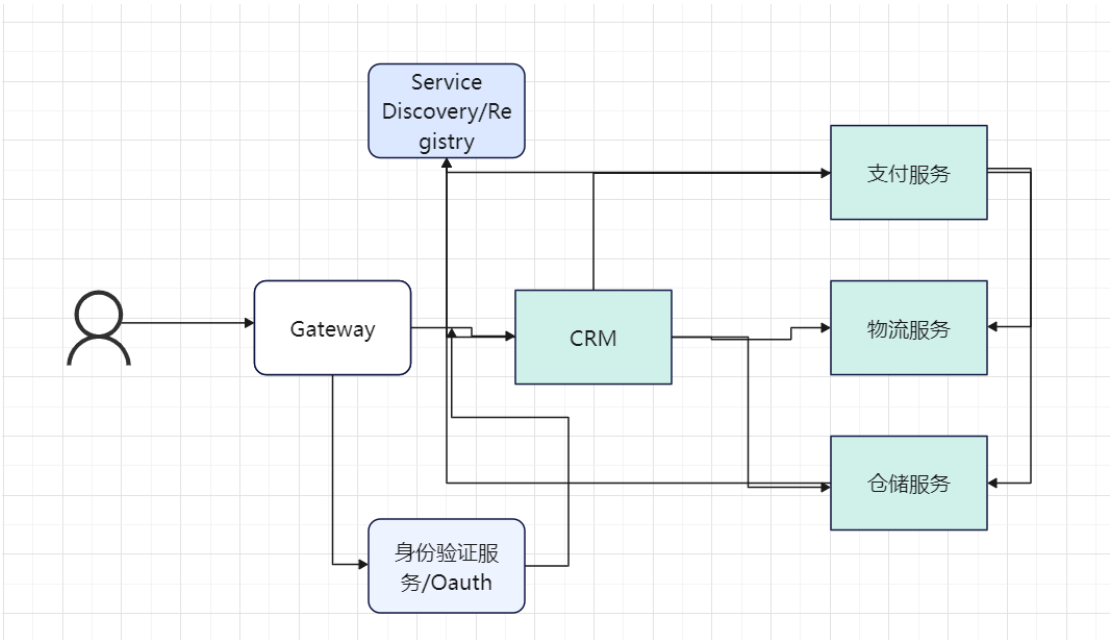 Service
Discovery/Re
gistry
支付服务
Gateway
CRM
物流服务
仓储服务
身份验证服
务/Oauth